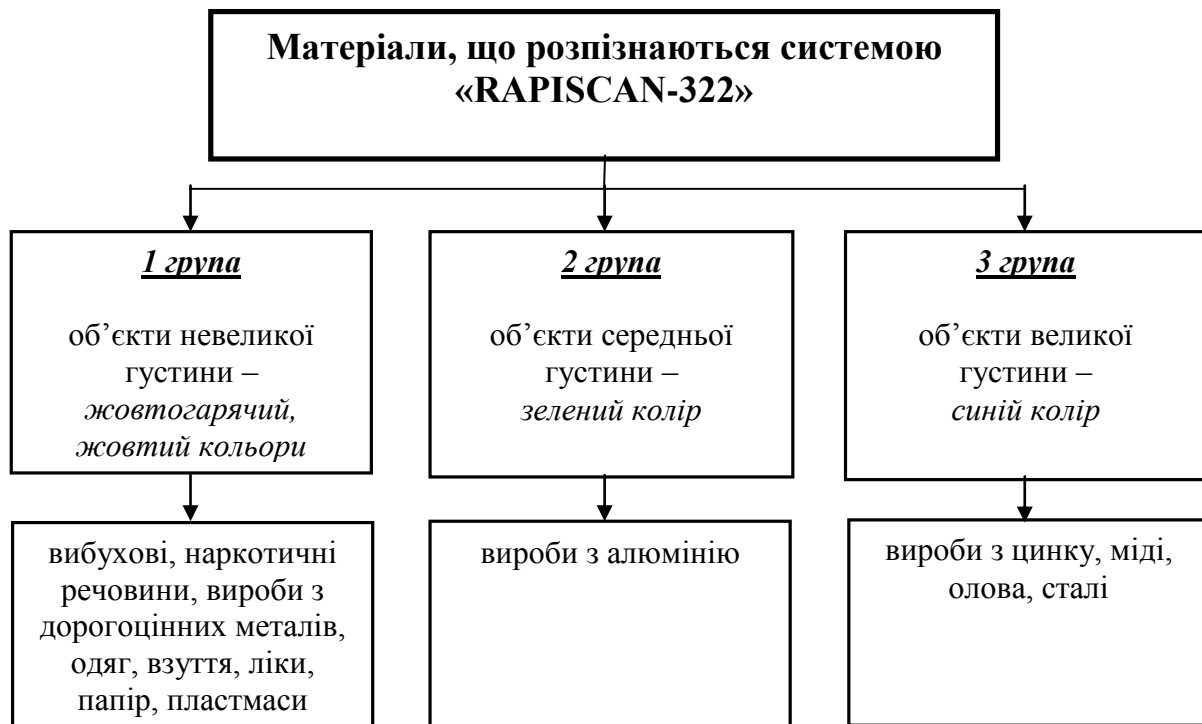 Матеріали, що розпізнаються системою
«RAPISCAN-322»
1 група
об’єкти невеликої
густини –
жовтогарячий,
жовтий кольори
2 група
об’єкти середньої
густини –
зелений колір
3 група
об’єкти великої
густини –
синій колір
вибухові, наркотичні
речовини, вироби з
дорогоцінних металів,
одяг, взуття, ліки,
папір, пластмаси
вироби з алюмінію
вироби з цинку, міді,
олова, сталі